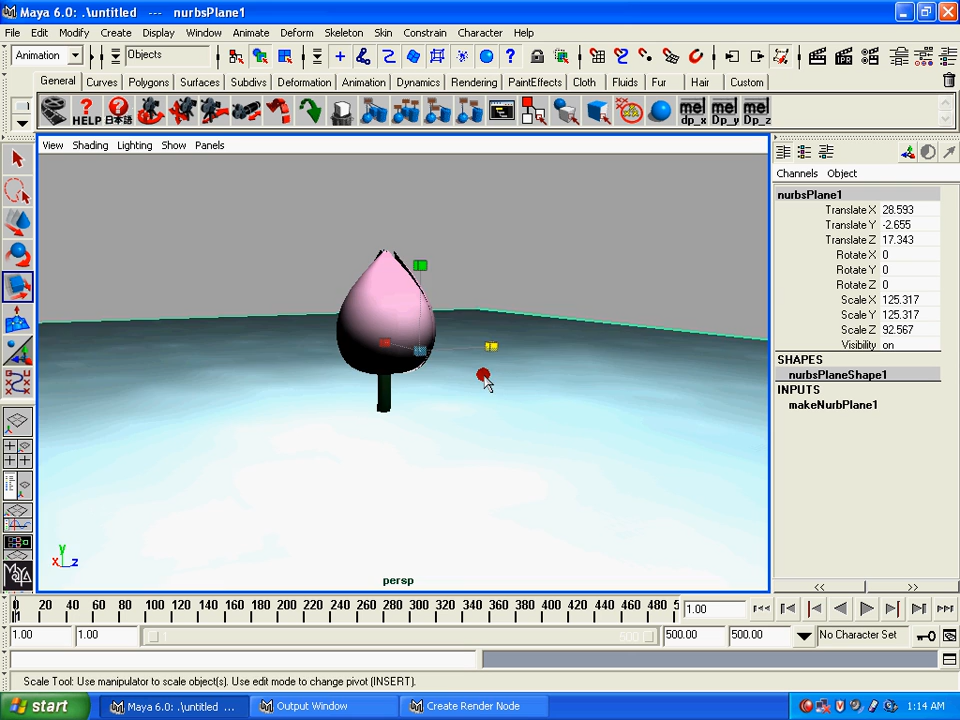 Maya 6.0: .\untitled --- nurbsPlane1
File Edit Modify Create Display Window Animate Deform Skeleton Skin Constrain Character Help
Animation Objects
General Curves Polygons Surfaces Subdivs Deformation Animation Dynamics Rendering PaintEffects Cloth Fluids Fur Hair Custom
HELP 日本語 mel dp_x mel Dp_y mel Dp_z
View Shading Lighting Show Panels
Channels Object
nurbsPlane1
Translate X 28.593
Translate Y -2.655
Translate Z 17.343
Rotate X 0
Rotate Y 0
Rotate Z 0
Scale X 125.317
Scale Y 125.317
Scale Z 92.567
Visibility on
SHAPES
nurbsPlaneShape1
INPUTS
makeNurbPlane1
y
x z
persp
<< >>
0 20 40 60 80 100 120 140 160 180 200 220 240 260 280 300 320 340 360 380 400 420 440 460 480 5
1.00
1.00 1.00 1 500 500.00 500.00 No Character Set
Scale Tool: Use manipulator to scale object(s). Use edit mode to change pivot (INSERT).
start Maya 6.0: .\untitled ... Output Window Create Render Node 1:14 AM